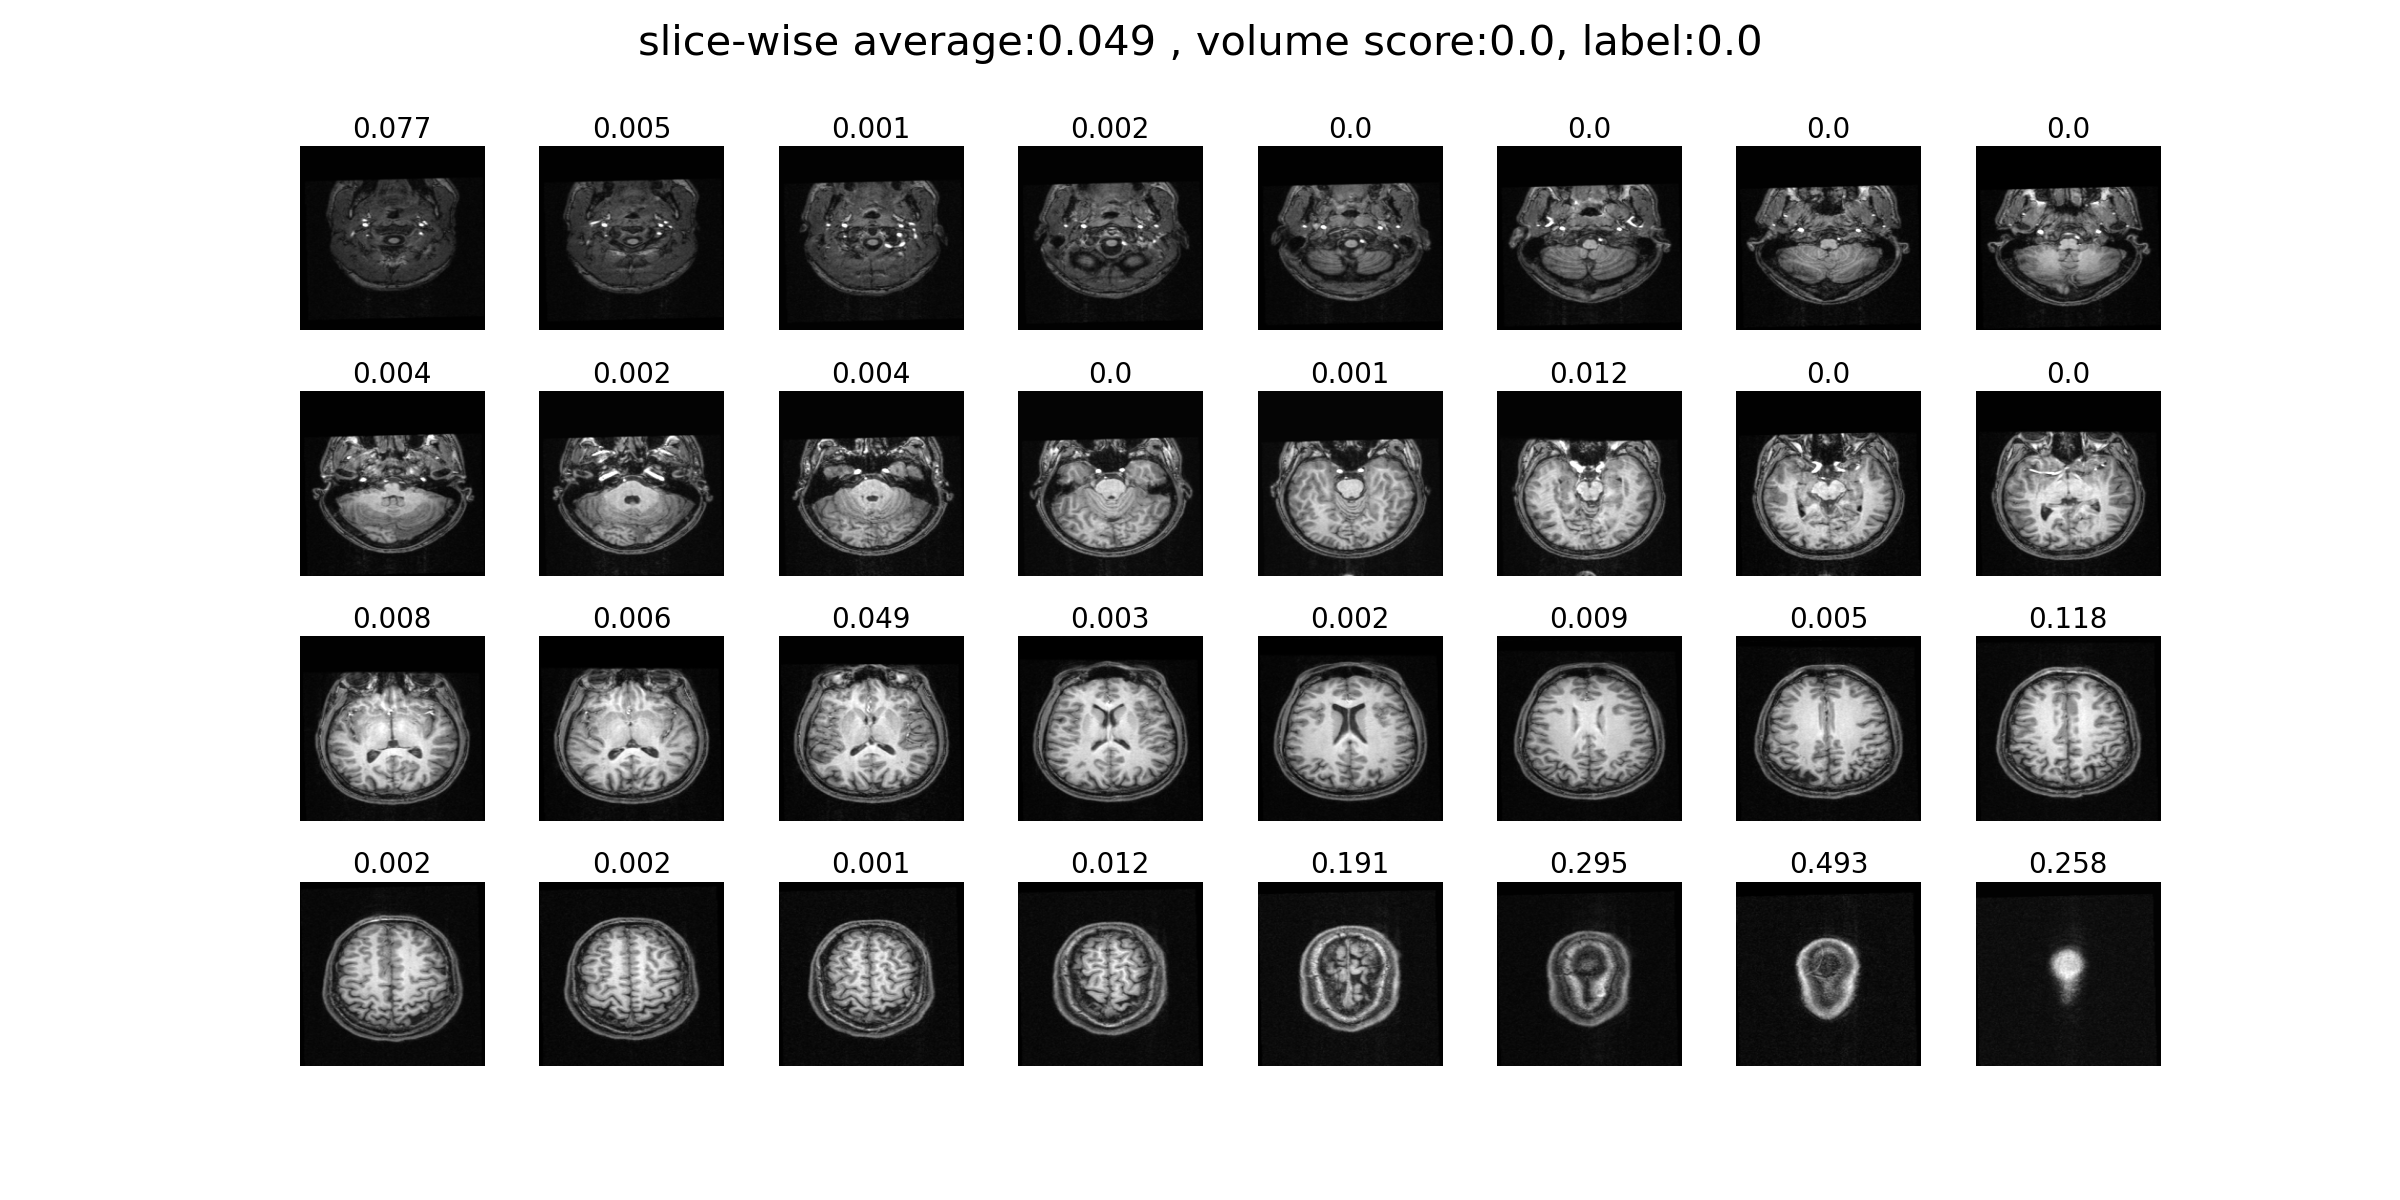 slice-wise average:0.049 , volume score:0.0, label:0.0
0.077 0.005 0.001 0.002 0.0 0.0 0.0 0.0
0.004 0.002 0.004 0.0 0.001 0.012 0.0 0.0
0.008 0.006 0.049 0.003 0.002 0.009 0.005 0.118
0.002 0.002 0.001 0.012 0.191 0.295 0.493 0.258